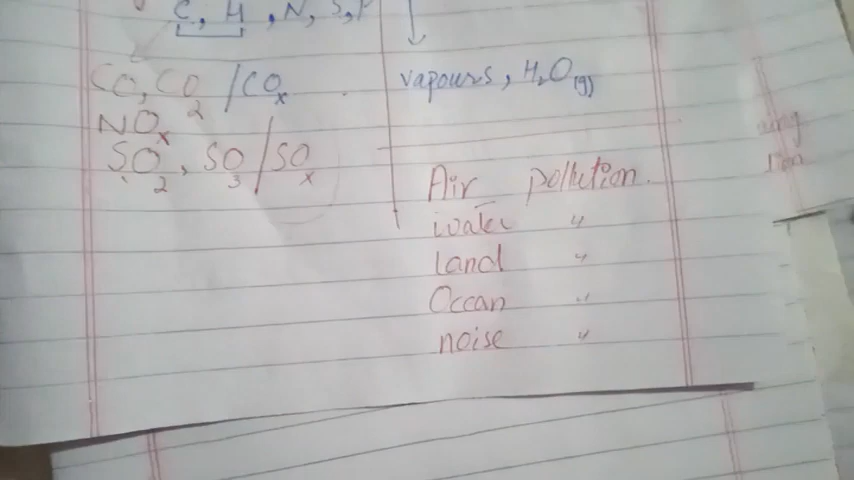 C, H, N, S,
CO, CO₂ / COx
NOx
SO₂, SO₃ / SOx
vapours, H₂O(g)
Air pollution.
water "
land "
Ocean "
noise "